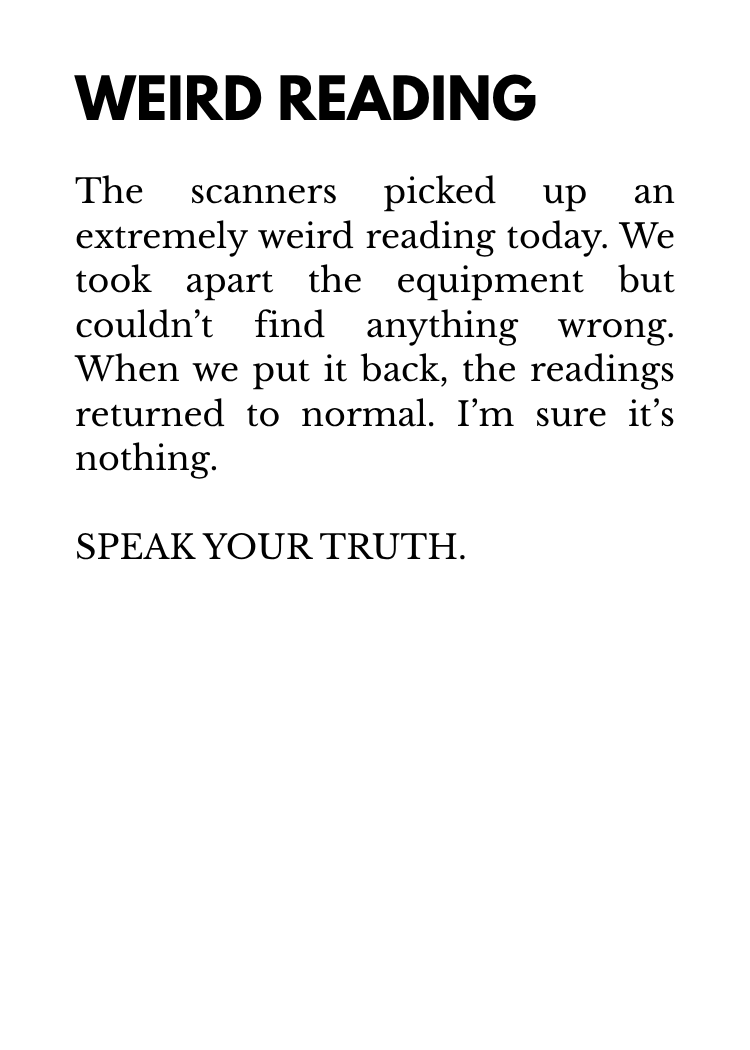 WEIRD READING
The scanners picked up an
extremely weird reading today. We
took apart the equipment but
couldn’t find anything wrong.
When we put it back, the readings
returned to normal. I’m sure it’s
nothing.
SPEAK YOUR TRUTH.